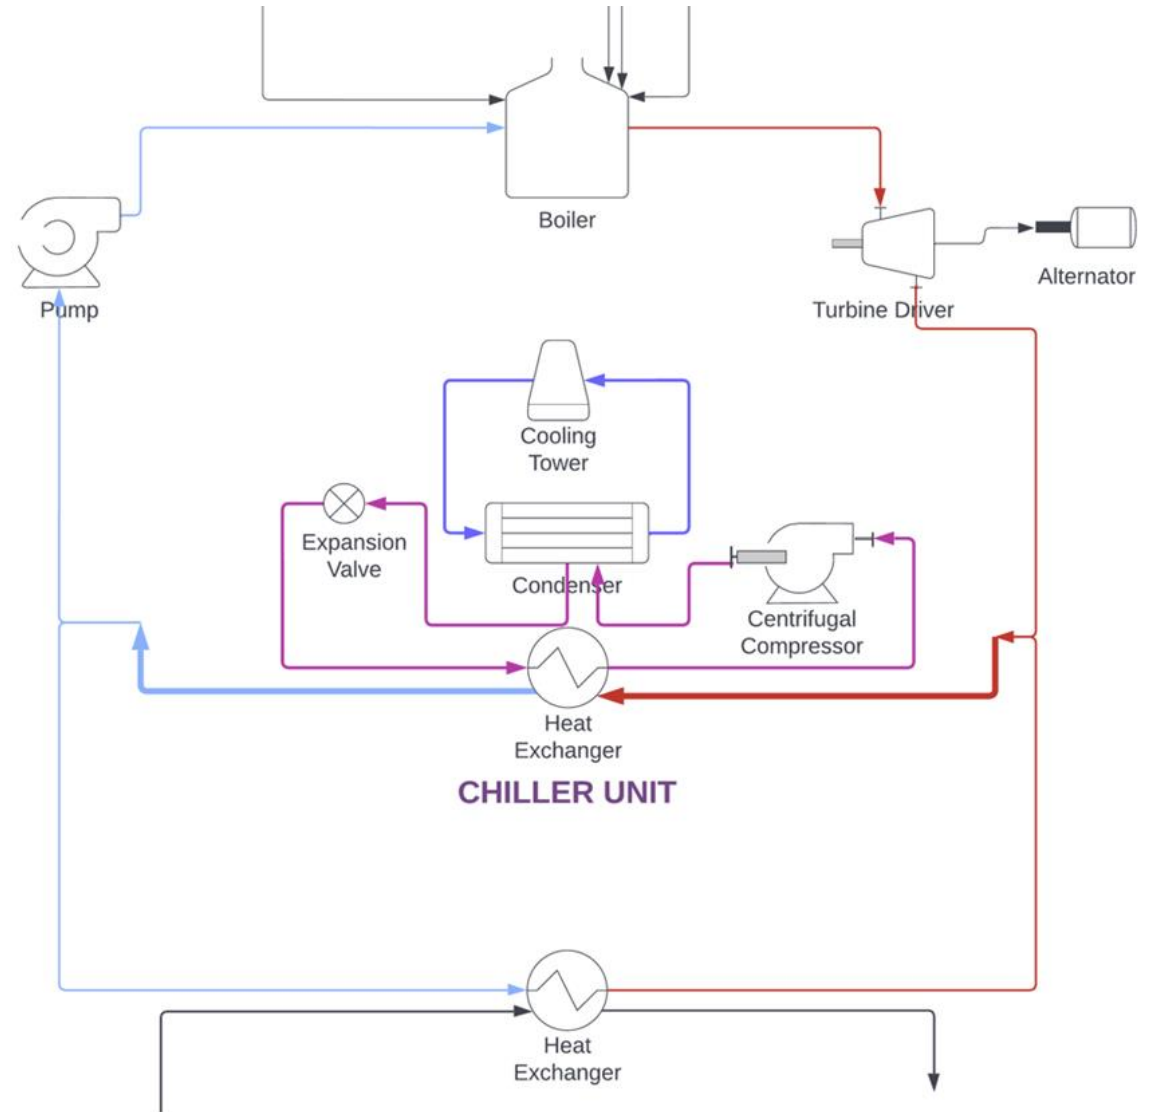 Boiler
Pump
Turbine Driver
Alternator
Cooling
Tower
Expansion
Valve
Condenser
Centrifugal
Compressor
Heat
Exchanger
CHILLER UNIT
Heat
Exchanger